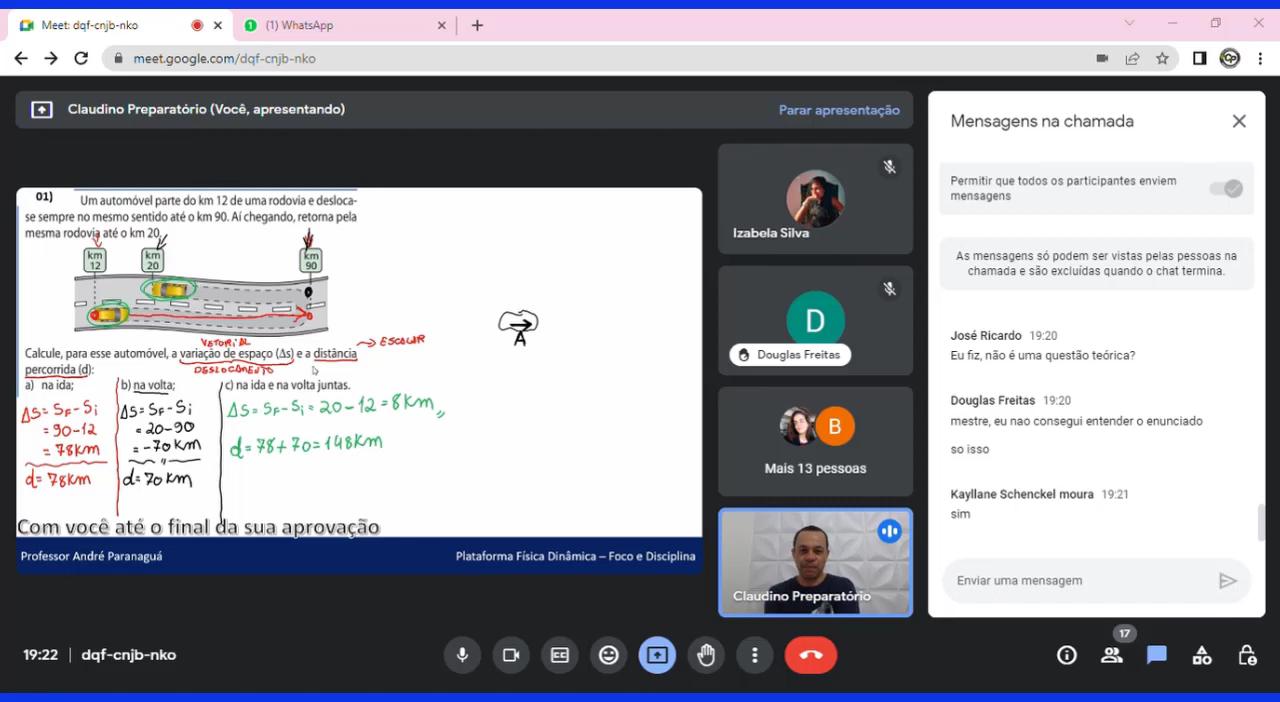 Meet: dqf-cnjb-nko
(1) WhatsApp
meet.google.com/dqf-cnjb-nko
Claudino Preparatório (Você, apresentando)
Parar apresentação
01) Um automóvel parte do km 12 de uma rodovia e desloca-
se sempre no mesmo sentido até o km 90. Aí chegando, retorna pela
mesma rodovia até o km 20.
km 12
km 20
km 90
A
VETORIAL
ESCALAR
Calcule, para esse automóvel, a variação de espaço (Δs) e a distância
DESLOCAMENTO
percorrida (d):
a) na ida;
ΔS = SF - Si
= 90 - 12
= 78km
d = 78km
b) na volta;
ΔS = SF - Si
= 20 - 90
= -70km
d = 70km
c) na ida e na volta juntas.
ΔS = SF - Si = 20 - 12 = 8km
d = 78 + 70 = 148km
Com você até o final da sua aprovação
Professor André Paranaguá
Plataforma Física Dinâmica – Foco e Disciplina
Izabela Silva
D
Douglas Freitas
B
Mais 13 pessoas
Claudino Preparatório
Mensagens na chamada
Permitir que todos os participantes enviem
mensagens
As mensagens só podem ser vistas pelas pessoas na
chamada e são excluídas quando o chat termina.
José Ricardo 19:20
Eu fiz, não é uma questão teórica?
Douglas Freitas 19:20
mestre, eu nao consegui entender o enunciado
so isso
Kayllane Schenckel moura 19:21
sim
Enviar uma mensagem
19:22 | dqf-cnjb-nko
17